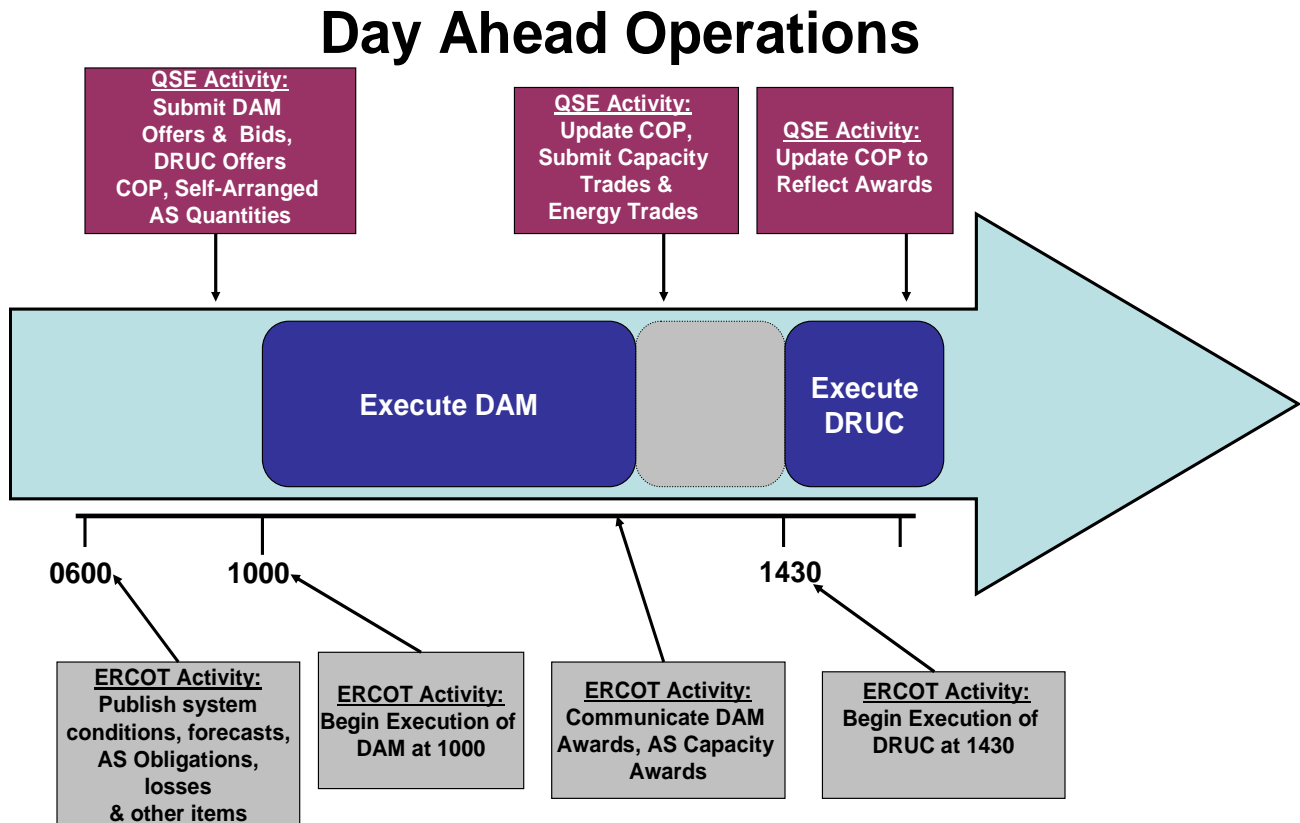 Day Ahead Operations
QSE Activity:
Submit DAM
Offers & Bids,
DRUC Offers
COP, Self-Arranged
AS Quantities
QSE Activity:
Update COP,
Submit Capacity
Trades &
Energy Trades
QSE Activity:
Update COP to
Reflect Awards
Execute DAM
Execute
DRUC
0600
1000
1430
ERCOT Activity:
Publish system
conditions, forecasts,
AS Obligations,
losses
& other items
ERCOT Activity:
Begin Execution of
DAM at 1000
ERCOT Activity:
Communicate DAM
Awards, AS Capacity
Awards
ERCOT Activity:
Begin Execution of
DRUC at 1430